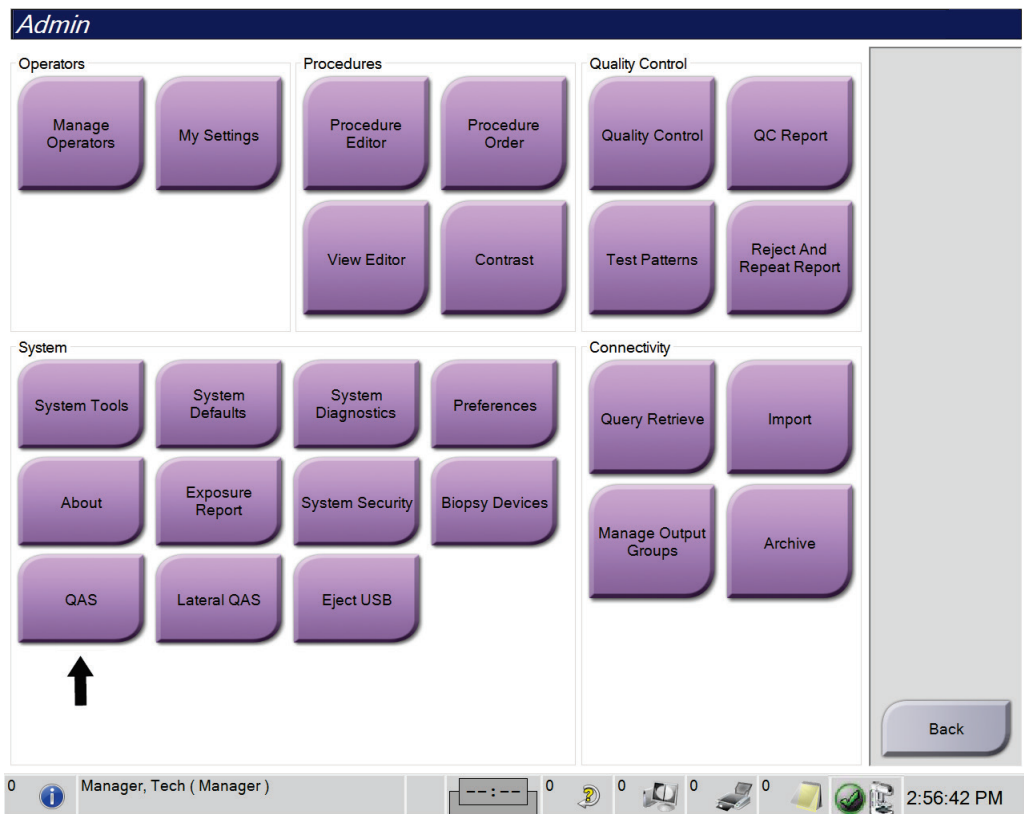 Admin
Operators
Manage
Operators
My Settings
Procedures
Procedure
Editor
Procedure
Order
View Editor
Contrast
Quality Control
Quality Control
QC Report
Test Patterns
Reject And
Repeat Report
System
System Tools
System
Defaults
System
Diagnostics
Preferences
About
Exposure
Report
System Security
Biopsy Devices
QAS
Lateral QAS
Eject USB
Connectivity
Query Retrieve
Import
Manage Output
Groups
Archive
Back
0
Manager, Tech ( Manager )
--:--
0
0
0
0
2:56:42 PM